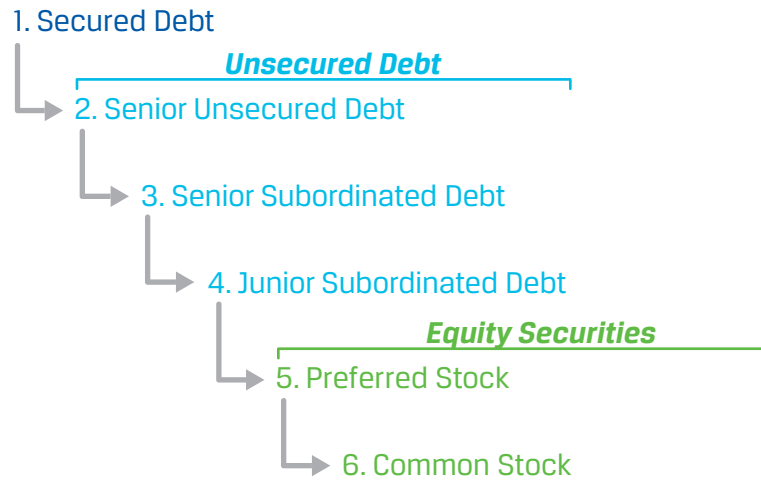 1. Secured Debt
Unsecured Debt
2. Senior Unsecured Debt
3. Senior Subordinated Debt
4. Junior Subordinated Debt
Equity Securities
5. Preferred Stock
6. Common Stock